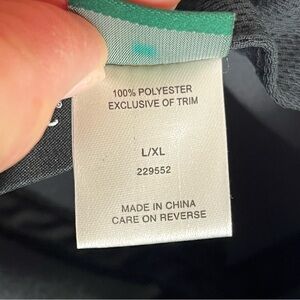 100% POLYESTER
EXCLUSIVE OF TRIM
L/XL
229552
MADE IN CHINA
CARE ON REVERSE